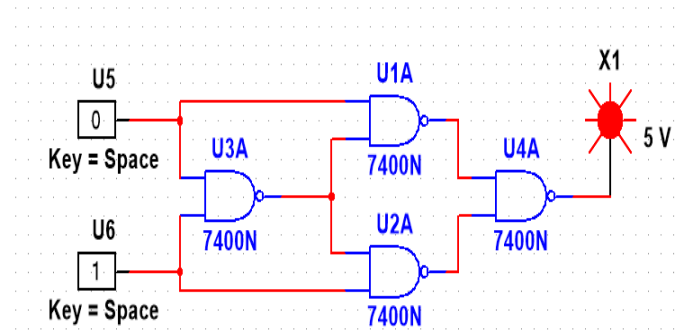 U5
0
Key = Space
U6
1
Key = Space
U3A
7400N
U1A
7400N
U2A
7400N
U4A
7400N
X1
5 V